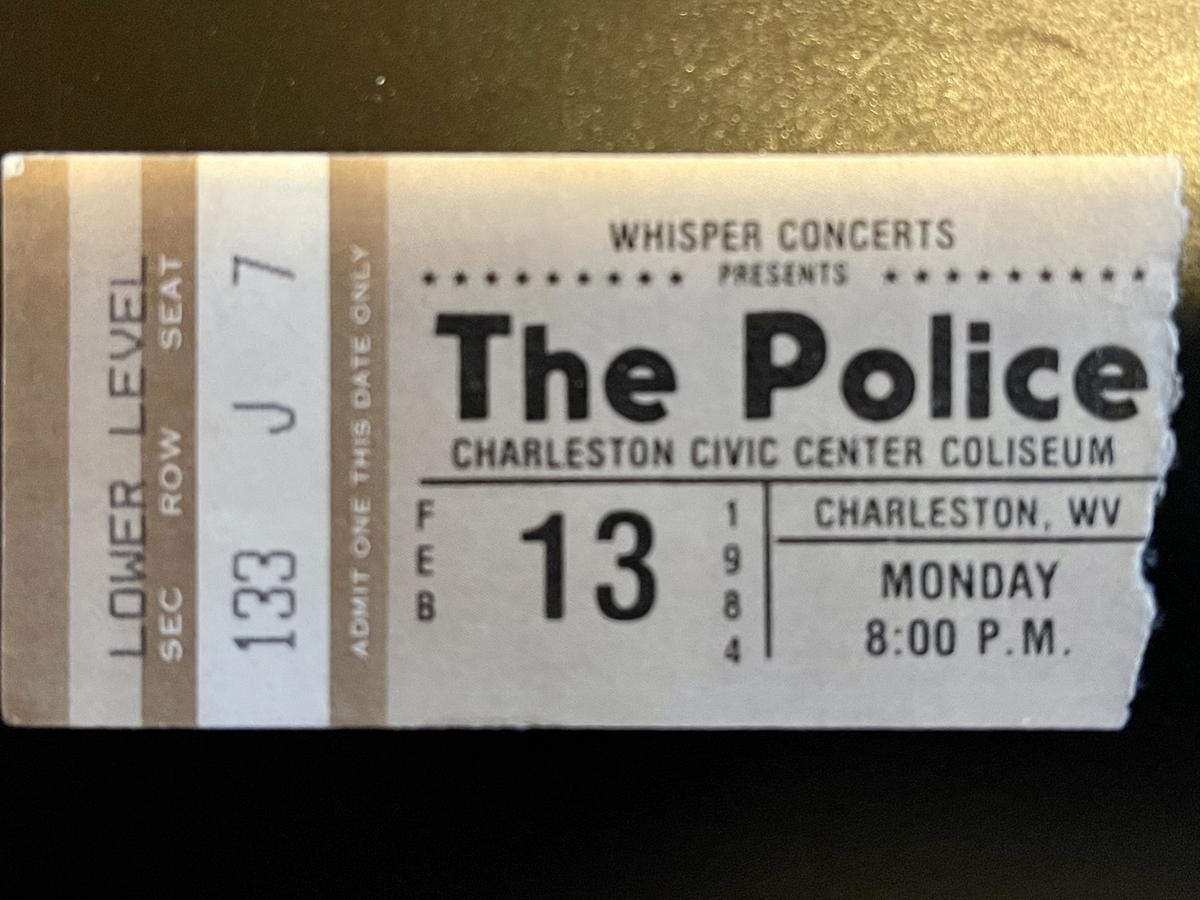 LOWER LEVEL
SEC ROW SEAT
133 J 7
ADMIT ONE THIS DATE ONLY
WHISPER CONCERTS
PRESENTS
The Police
CHARLESTON CIVIC CENTER COLISEUM
FEB 13 1984
CHARLESTON, WV
MONDAY
8:00 P.M.